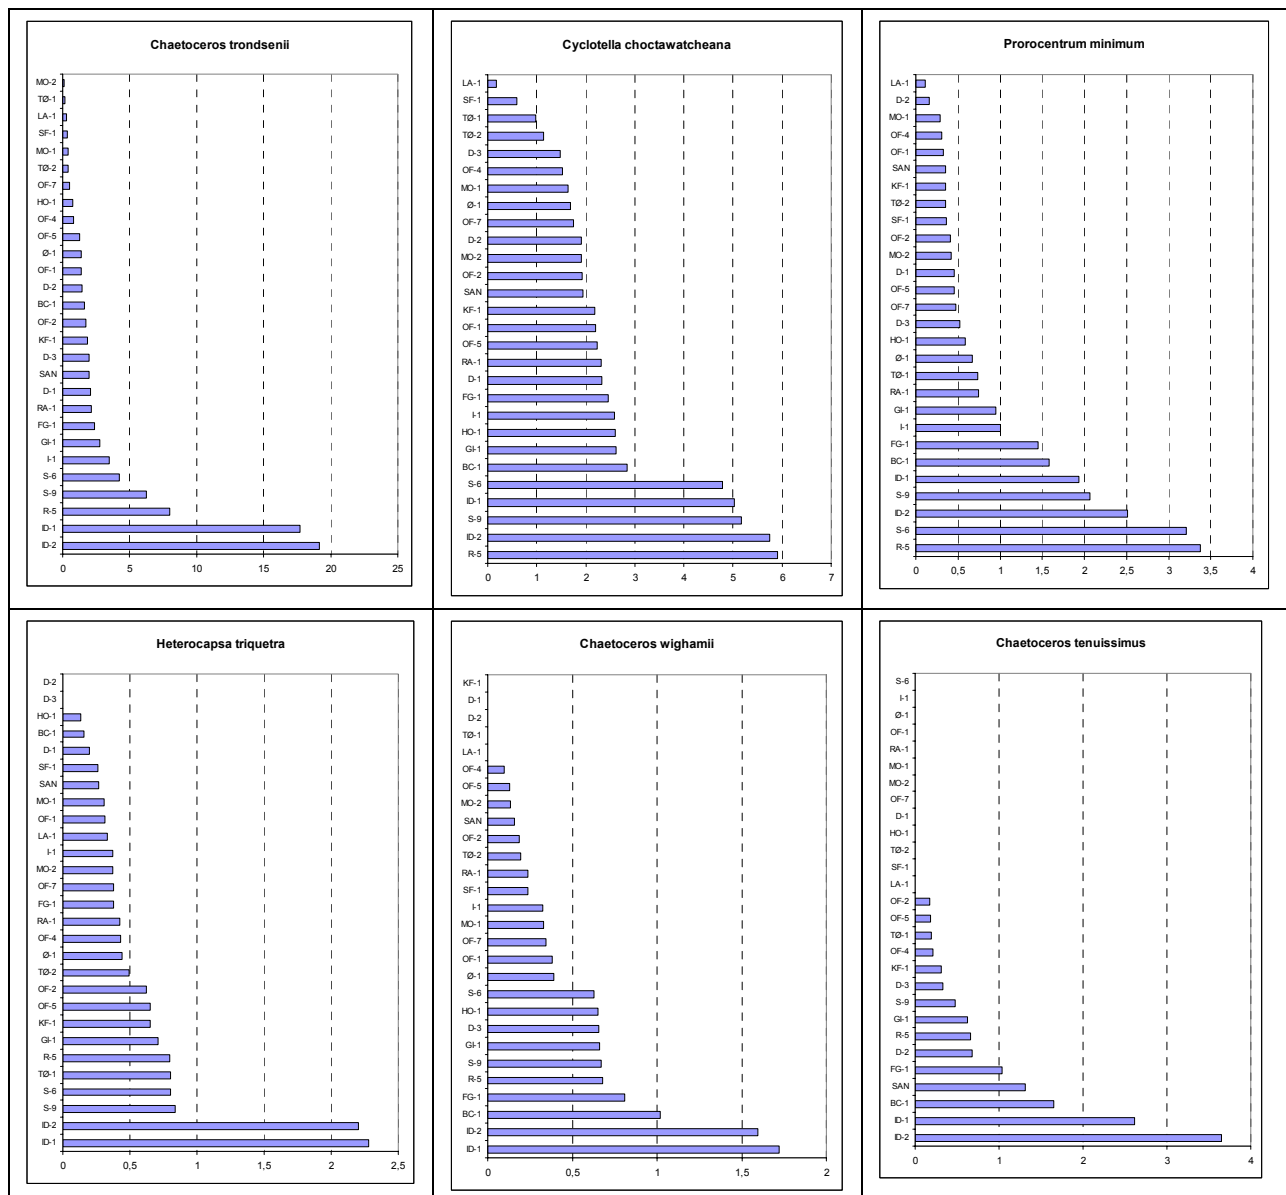 Chaetoceros trondsenii
MO-2
TØ-1
LA-1
SF-1
MO-1
TØ-2
OF-7
HO-1
OF-4
OF-5
Ø-1
OF-1
D-2
BC-1
OF-2
KF-1
D-3
SAN
D-1
RA-1
FG-1
GI-1
I-1
S-6
S-9
R-5
ID-1
ID-2
0 5 10 15 20 25
Cyclotella choctawatcheana
LA-1
SF-1
TØ-1
TØ-2
D-3
OF-4
MO-1
Ø-1
OF-7
D-2
MO-2
OF-2
SAN
KF-1
OF-1
OF-5
RA-1
D-1
FG-1
I-1
HO-1
GI-1
BC-1
S-6
ID-1
S-9
ID-2
R-5
0 1 2 3 4 5 6 7
Prorocentrum minimum
LA-1
D-2
MO-1
OF-4
OF-1
SAN
KF-1
TØ-2
SF-1
OF-2
MO-2
D-1
OF-5
OF-7
D-3
HO-1
Ø-1
TØ-1
RA-1
GI-1
I-1
FG-1
BC-1
ID-1
S-9
ID-2
S-6
R-5
0 0,5 1 1,5 2 2,5 3 3,5 4
Heterocapsa triquetra
D-2
D-3
HO-1
BC-1
D-1
SF-1
SAN
MO-1
OF-1
LA-1
I-1
MO-2
OF-7
FG-1
RA-1
OF-4
Ø-1
TØ-2
OF-2
OF-5
KF-1
GI-1
R-5
TØ-1
S-6
S-9
ID-2
ID-1
0 0,5 1 1,5 2 2,5
Chaetoceros wighamii
KF-1
D-1
D-2
TØ-1
LA-1
OF-4
OF-5
MO-2
SAN
OF-2
TØ-2
RA-1
SF-1
I-1
MO-1
OF-7
OF-1
Ø-1
S-6
HO-1
D-3
GI-1
S-9
R-5
FG-1
BC-1
ID-2
ID-1
0 0,5 1 1,5 2
Chaetoceros tenuissimus
S-6
I-1
Ø-1
OF-1
RA-1
MO-1
MO-2
OF-7
D-1
HO-1
TØ-2
SF-1
LA-1
OF-2
OF-5
TØ-1
OF-4
KF-1
D-3
S-9
GI-1
R-5
D-2
FG-1
SAN
BC-1
ID-1
ID-2
0 1 2 3 4